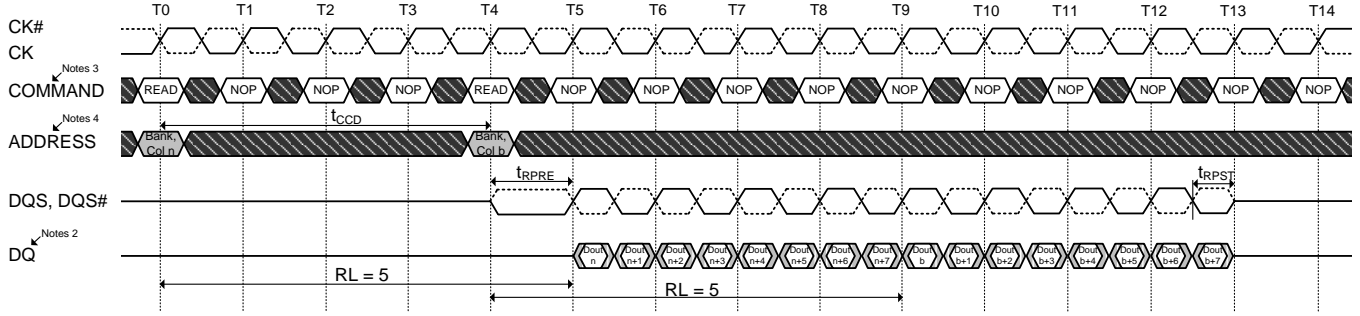 T0 T1 T2 T3 T4 T5 T6 T7 T8 T9 T10 T11 T12 T13 T14
CK#
CK
Notes 3
COMMAND READ NOP NOP NOP READ NOP NOP NOP NOP NOP NOP NOP NOP NOP NOP
tCCD
Notes 4
ADDRESS Bank, Col n Bank, Col b
tRPRE tRPST
DQS, DQS#
Notes 2
DQ Dout n Dout n+1 Dout n+2 Dout n+3 Dout n+4 Dout n+5 Dout n+6 Dout n+7 Dout b Dout b+1 Dout b+2 Dout b+3 Dout b+4 Dout b+5 Dout b+6 Dout b+7
RL = 5
RL = 5